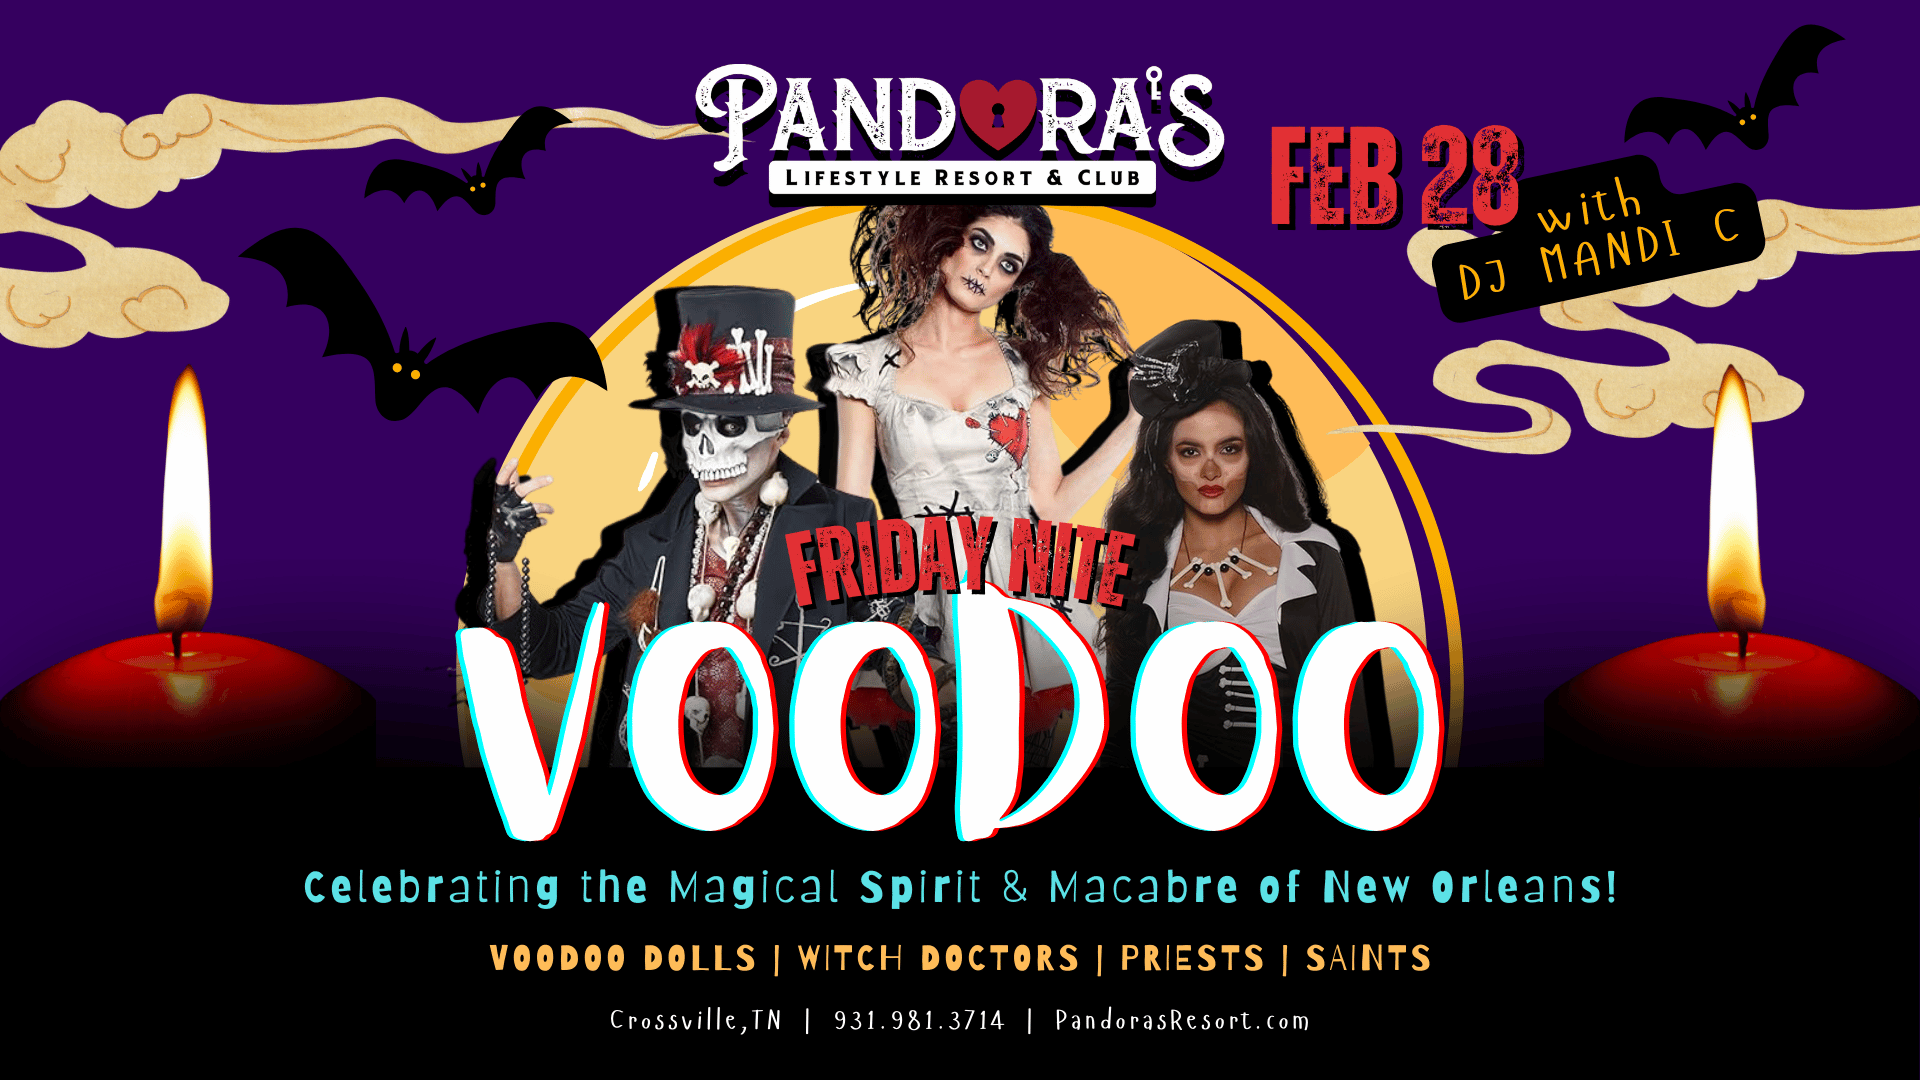 PANDORA'S
LIFESTYLE RESORT & CLUB
FEB 28
with
DJ MANDI C
FRIDAY NITE
VOODOO
Celebrating the Magical Spirit & Macabre of New Orleans!
VOODOO DOLLS | WITCH DOCTORS | PRIESTS | SAINTS
Crossville,TN | 931.981.3714 | PandorasResort.com